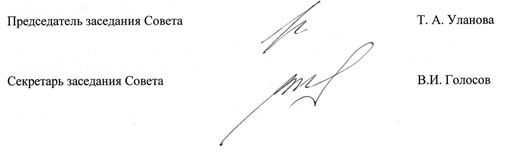 Председатель заседания Совета Т. А. Уланова
Секретарь заседания Совета В.И. Голосов